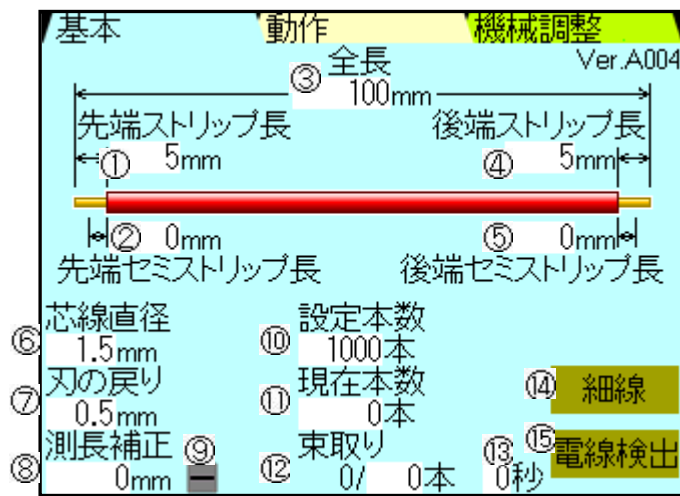 基本 動作 機械調整
全長 Ver.A004
③ 100mm
先端ストリップ長 後端ストリップ長
① 5mm ④ 5mm
② 0mm ⑤ 0mm
先端セミストリップ長 後端セミストリップ長
芯線直径 設定本数
⑥ 1.5mm ⑩ 1000本
刃の戻り 現在本数 ⑭ 細線
⑦ 0.5mm ⑪ 0本
測長補正 ⑨ 束取り ⑬ ⑮ 電線検出
⑧ 0mm ー ⑫ 0/ 0本 0秒